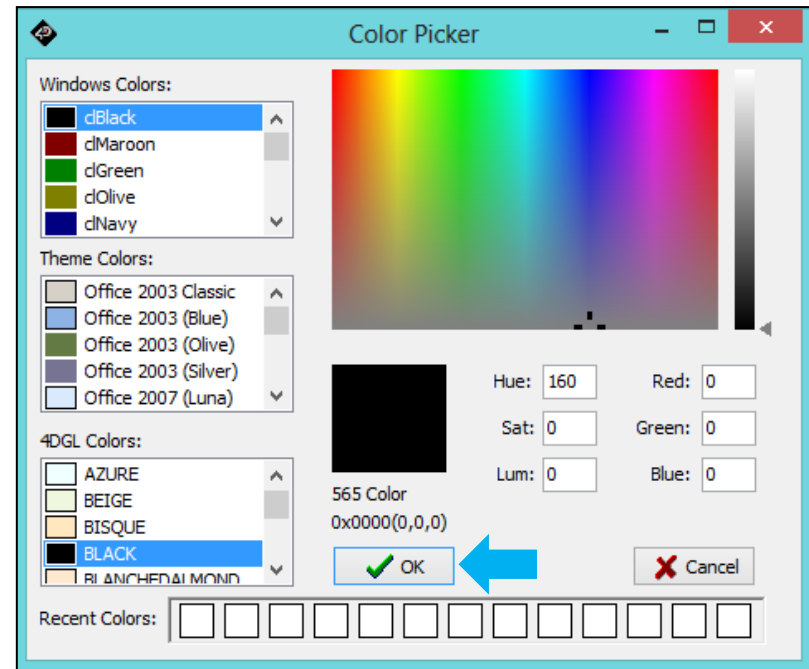 Color Picker
Windows Colors:
clBlack
clMaroon
clGreen
clOlive
clNavy
Theme Colors:
Office 2003 Classic
Office 2003 (Blue)
Office 2003 (Olive)
Office 2003 (Silver)
Office 2007 (Luna)
4DGL Colors:
AZURE
BEIGE
BISQUE
BLACK
BLANCHEDALMOND
Hue: 160 Red: 0
Sat: 0 Green: 0
Lum: 0 Blue: 0
565 Color
0x0000(0,0,0)
OK Cancel
Recent Colors: